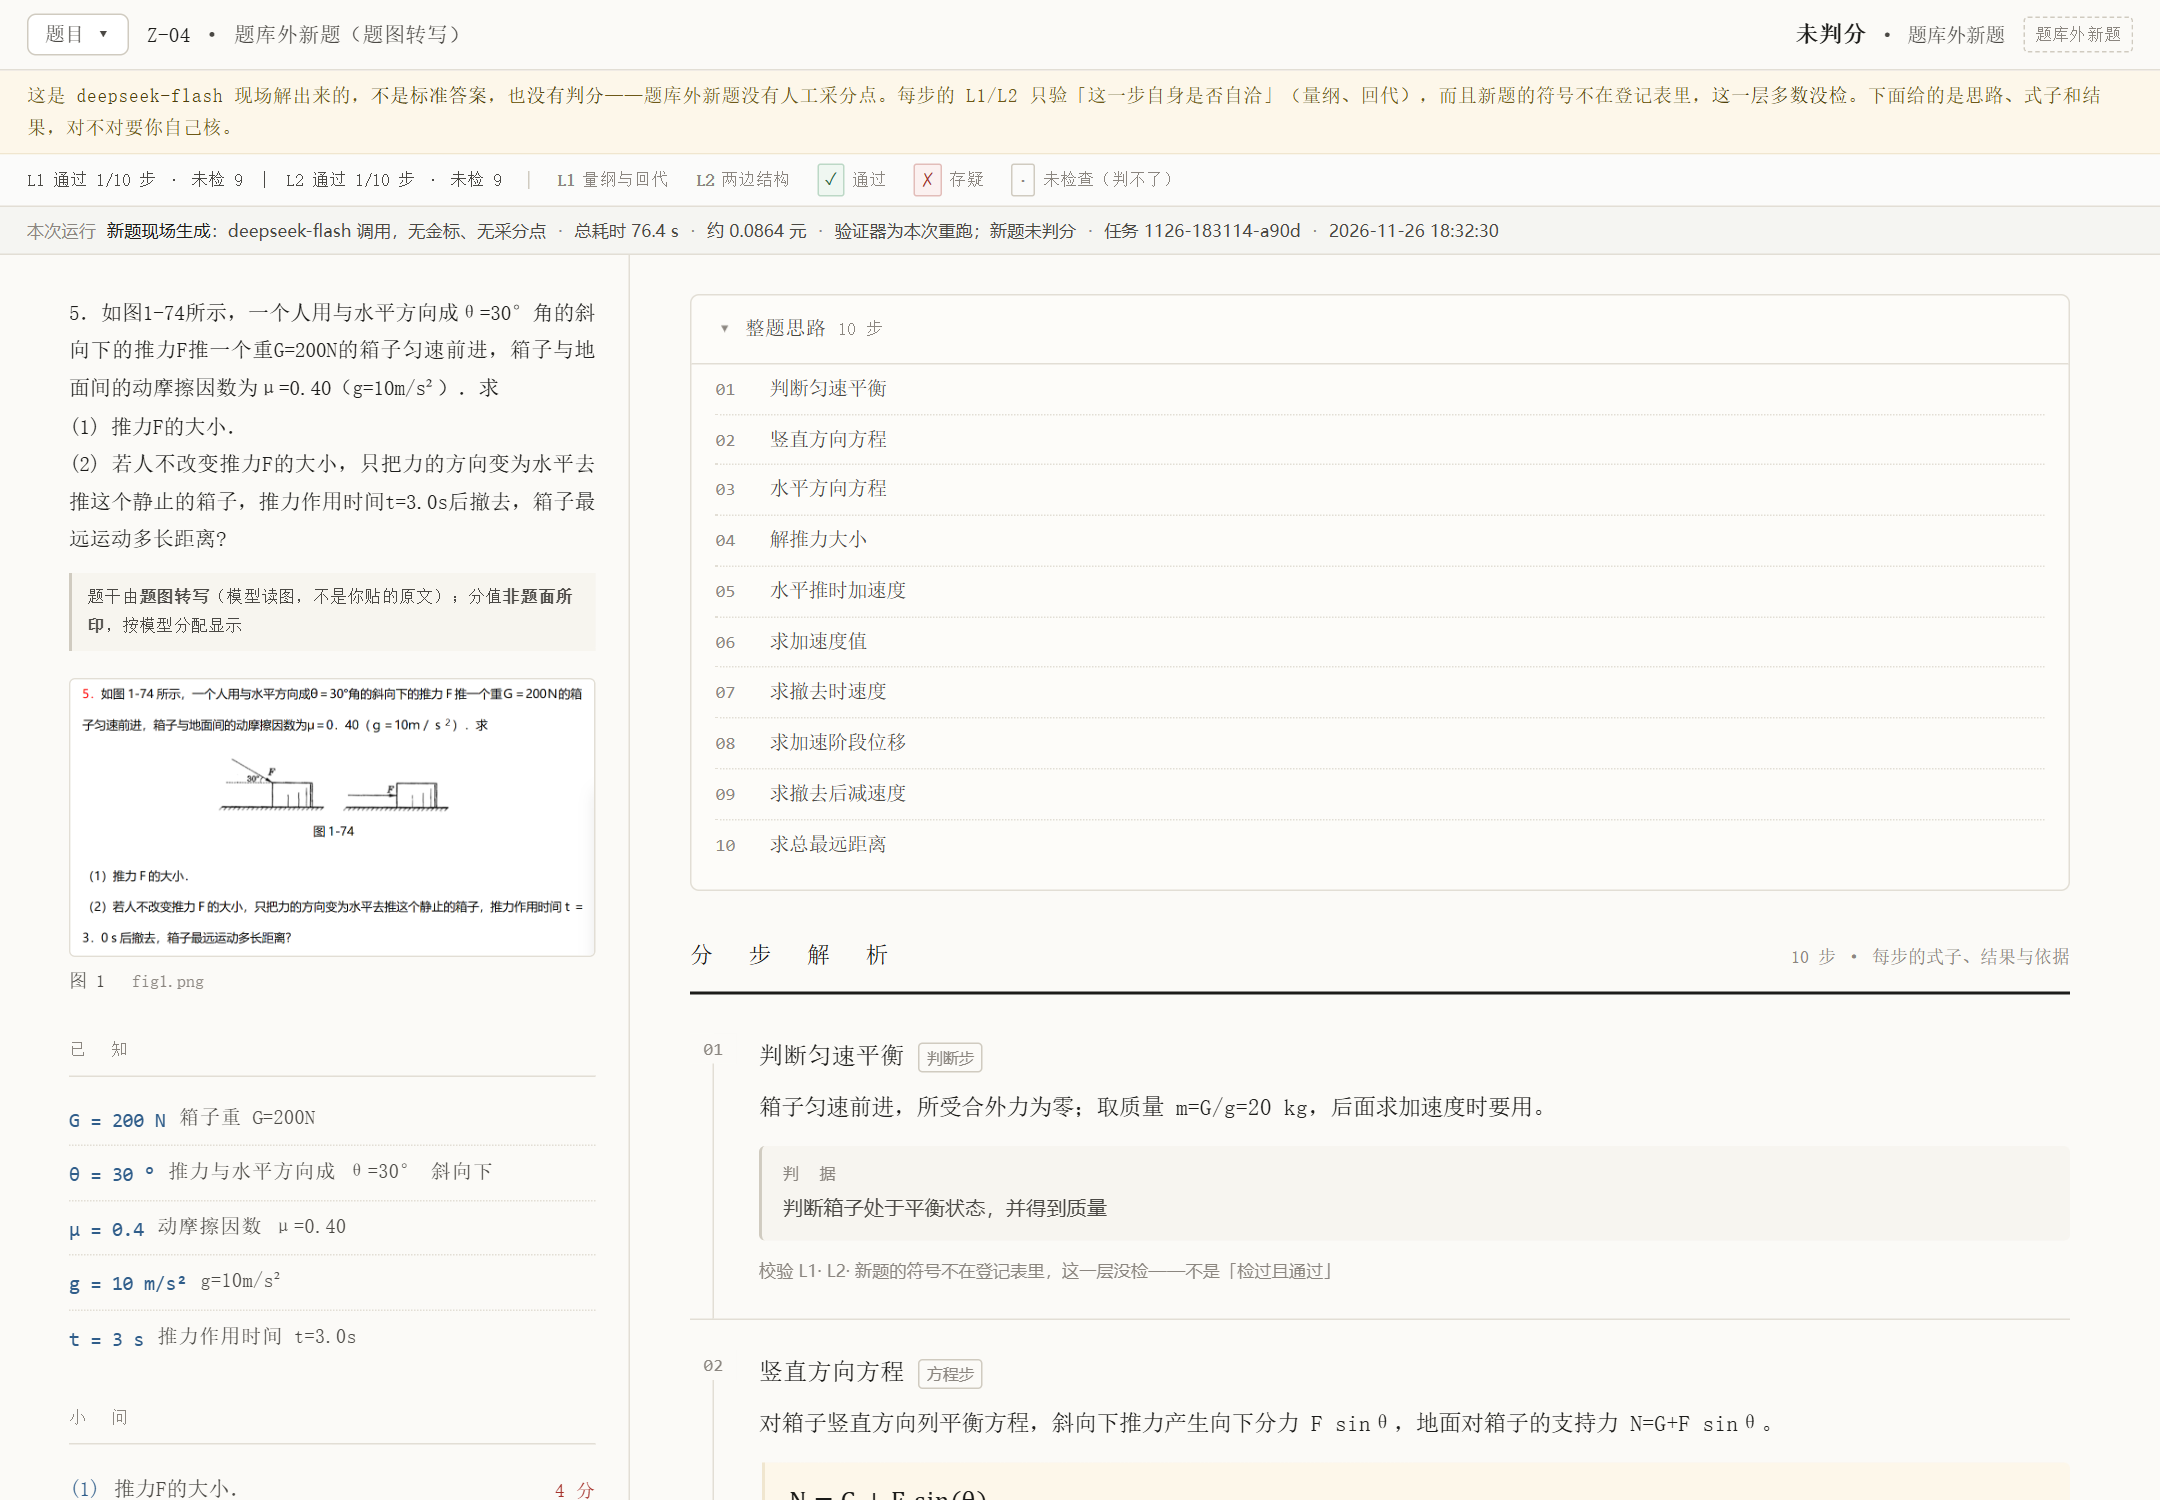 题目 ▼ Z-04 • 题库外新题（题图转写）
未判分 • 题库外新题 题库外新题
这是 deepseek-flash 现场解出来的，不是标准答案，也没有判分——题库外新题没有人工采分点。每步的 L1/L2 只验「这一步自身是否自洽」（量纲、回代），而且新题的符号不在登记表里，这一层多数没检。下面给的是思路、式子和结
果，对不对要你自己核。
L1 通过 1/10 步 · 未检 9 | L2 通过 1/10 步 · 未检 9 | L1 量纲与回代 L2 两边结构 ✓ 通过 ✗ 存疑 · 未检查（判不了）
本次运行 新题现场生成：deepseek-flash 调用，无金标、无采分点 · 总耗时 76.4 s · 约 0.0864 元 · 验证器为本次重跑；新题未判分 · 任务 1126-183114-a90d · 2026-11-26 18:32:30
5. 如图1-74所示，一个人用与水平方向成θ=30°角的斜
向下的推力F推一个重G=200N的箱子匀速前进，箱子与地
面间的动摩擦因数为μ=0.40（g=10m/s²）. 求
(1) 推力F的大小.
(2) 若人不改变推力F的大小，只把力的方向变为水平去
推这个静止的箱子，推力作用时间t=3.0s后撤去，箱子最
远运动多长距离?
题干由题图转写（模型读图，不是你贴的原文）；分值非题面所
印，按模型分配显示
5. 如图 1-74 所示，一个人用与水平方向成θ = 30°角的斜向下的推力 F 推一个重 G = 200 N 的箱
子匀速前进，箱子与地面间的动摩擦因数为μ = 0. 40（ g = 10m / s ²）. 求
30° F F
图 1-74
（1）推力 F 的大小.
（2）若人不改变推力 F 的大小，只把力的方向变为水平去推这个静止的箱子，推力作用时间 t =
3. 0 s 后撤去，箱子最远运动多长距离?
图 1 fig1.png
已 知
G = 200 N 箱子重 G=200N
θ = 30 ° 推力与水平方向成 θ=30° 斜向下
μ = 0.4 动摩擦因数 μ=0.40
g = 10 m/s² g=10m/s²
t = 3 s 推力作用时间 t=3.0s
小 问
(1) 推力F的大小. 4 分
▼ 整题思路 10 步
01 判断匀速平衡
02 竖直方向方程
03 水平方向方程
04 解推力大小
05 水平推时加速度
06 求加速度值
07 求撤去时速度
08 求加速阶段位移
09 求撤去后减速度
10 求总最远距离
分 步 解 析
10 步 • 每步的式子、结果与依据
01 判断匀速平衡 判断步
箱子匀速前进，所受合外力为零；取质量 m=G/g=20 kg，后面求加速度时要用。
判 据
判断箱子处于平衡状态，并得到质量
校验 L1· L2· 新题的符号不在登记表里，这一层没检——不是「检过且通过」
02 竖直方向方程 方程步
对箱子竖直方向列平衡方程，斜向下推力产生向下分力 F sinθ，地面对箱子的支持力 N=G+F sinθ。
N = G + F sin(θ)